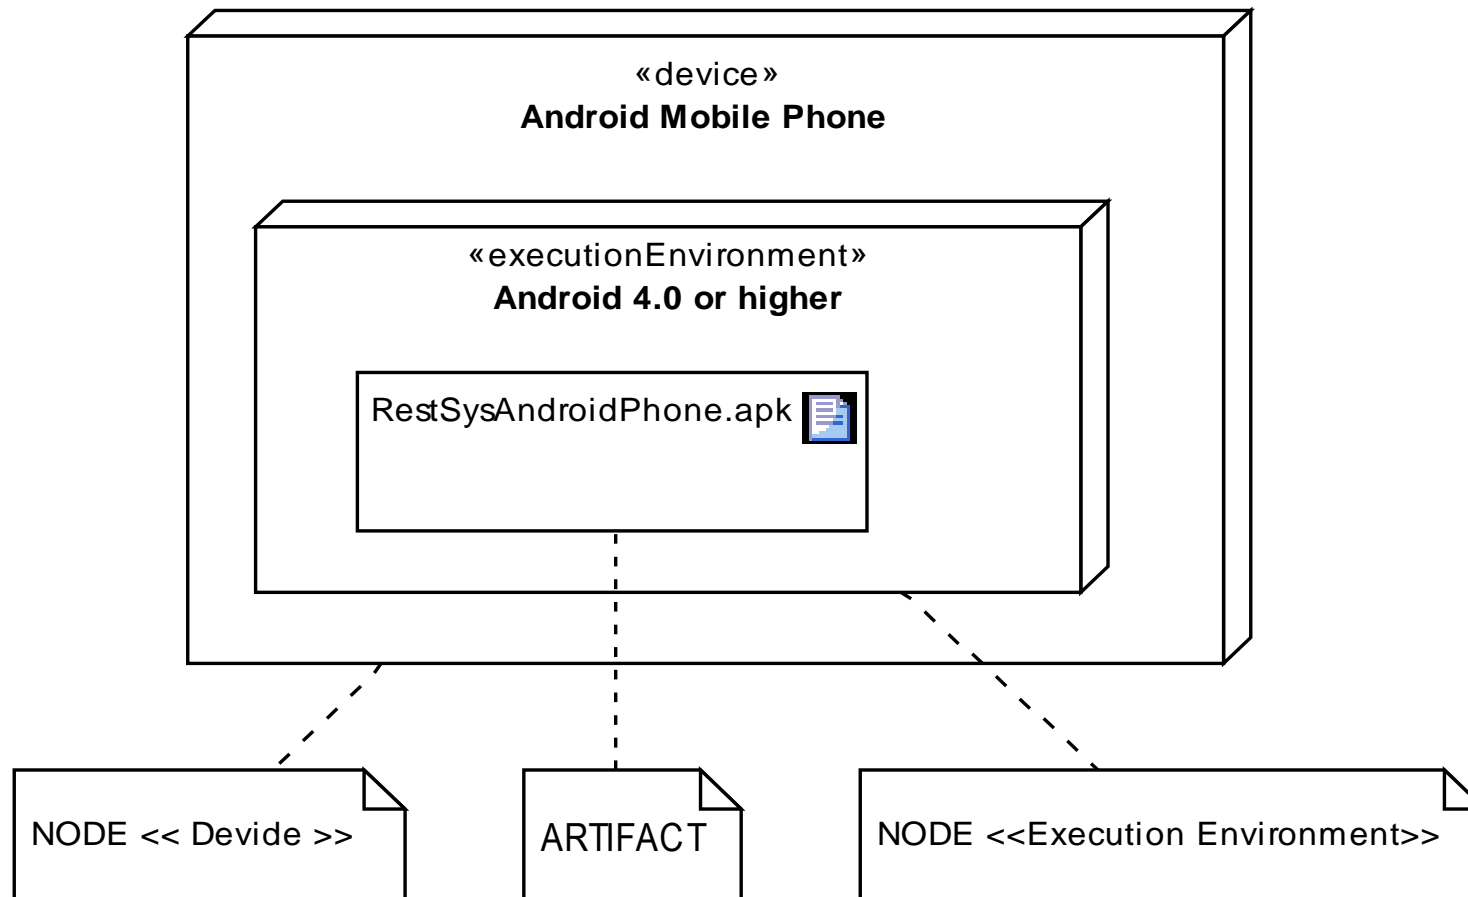 «device»
Android Mobile Phone
«executionEnvironment»
Android 4.0 or higher
RestSysAndroidPhone.apk
NODE << Devide >>
ARTIFACT
NODE <<Execution Environment>>